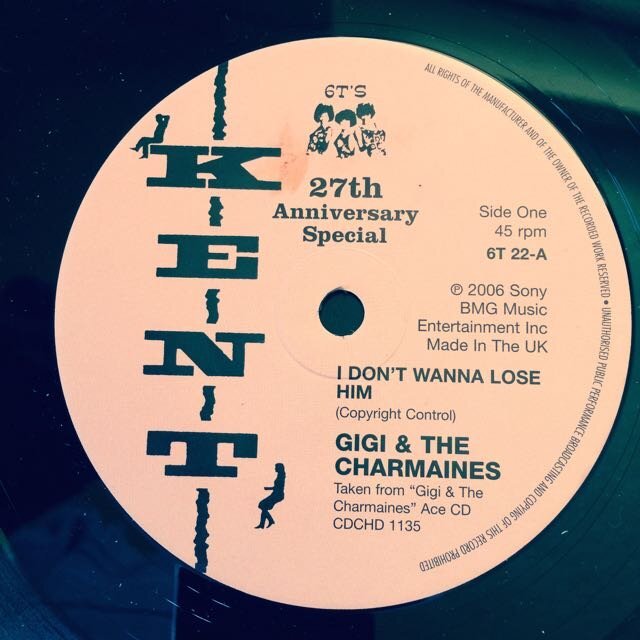 6T'S
KENT
27th
Anniversary
Special
Side One
45 rpm
6T 22-A
℗ 2006 Sony
BMG Music
Entertainment Inc
Made In The UK
I DON'T WANNA LOSE
HIM
(Copyright Control)
GIGI & THE
CHARMAINES
Taken from "Gigi & The
Charmaines" Ace CD
CDCHD 1135
ALL RIGHTS OF THE MANUFACTURER AND OF THE OWNER OF THE RECORDED WORK RESERVED • UNAUTHORISED PUBLIC PERFORMANCE BROADCASTING AND COPYING OF THIS RECORD PROHIBITED